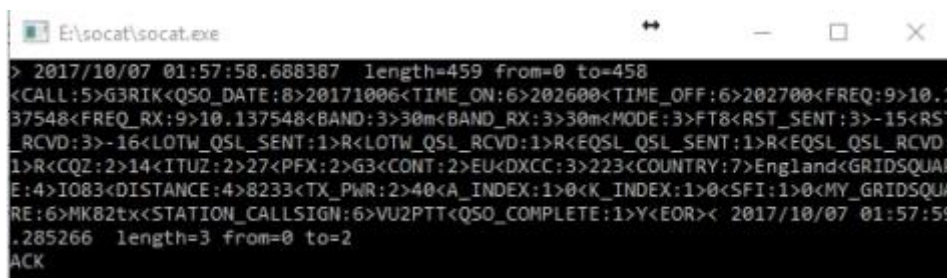 E:\socat\socat.exe
> 2017/10/07 01:57:58.688387 length=459 from=0 to=458
<CALL:5>G3RIK<QSO_DATE:8>20171006<TIME_ON:6>202600<TIME_OFF:6>202700<FREQ:9>10.
37548<FREQ_RX:9>10.137548<BAND:3>30m<BAND_RX:3>30m<MODE:3>FT8<RST_SENT:3>-15<RS
_RCVD:3>-16<LOTW_QSL_SENT:1>R<LOTW_QSL_RCVD:1>R<EQSL_QSL_SENT:1>R<EQSL_QSL_RCVD
1>R<CQZ:2>14<ITUZ:2>27<PFX:2>G3<CONT:2>EU<DXCC:3>223<COUNTRY:7>England<GRIDSQUA
E:4>IO83<DISTANCE:4>8233<TX_PWR:2>40<A_INDEX:1>0<K_INDEX:1>0<SFI:1>0<MY_GRIDSQU
RE:6>MK82tx<STATION_CALLSIGN:6>VU2PTT<QSO_COMPLETE:1>Y<EOR>< 2017/10/07 01:57:59
.285266 length=3 from=0 to=2
ACK